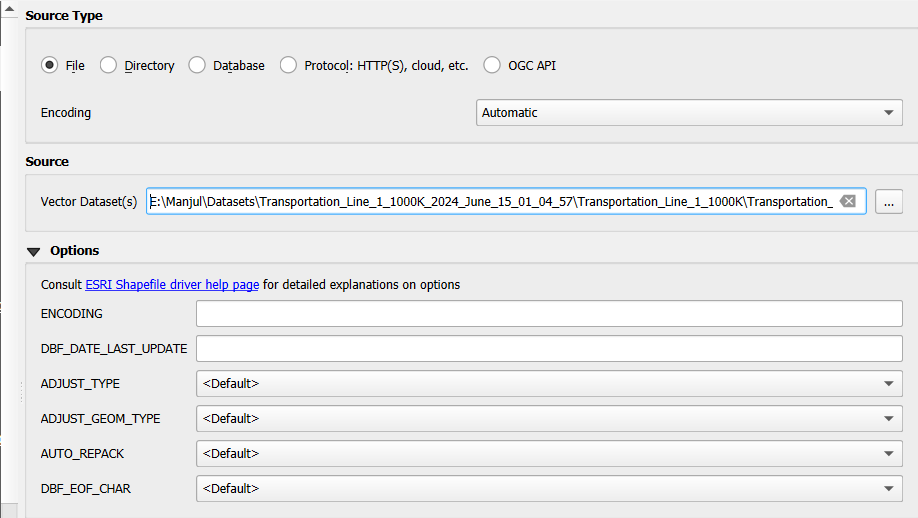 Source Type
File Directory Database Protocol: HTTP(S), cloud, etc. OGC API
Encoding Automatic
Source
Vector Dataset(s) E:\Manjul\Datasets\Transportation_Line_1_1000K_2024_June_15_01_04_57\Transportation_Line_1_1000K\Transportation_ ...
Options
Consult ESRI Shapefile driver help page for detailed explanations on options
ENCODING
DBF_DATE_LAST_UPDATE
ADJUST_TYPE <Default>
ADJUST_GEOM_TYPE <Default>
AUTO_REPACK <Default>
DBF_EOF_CHAR <Default>